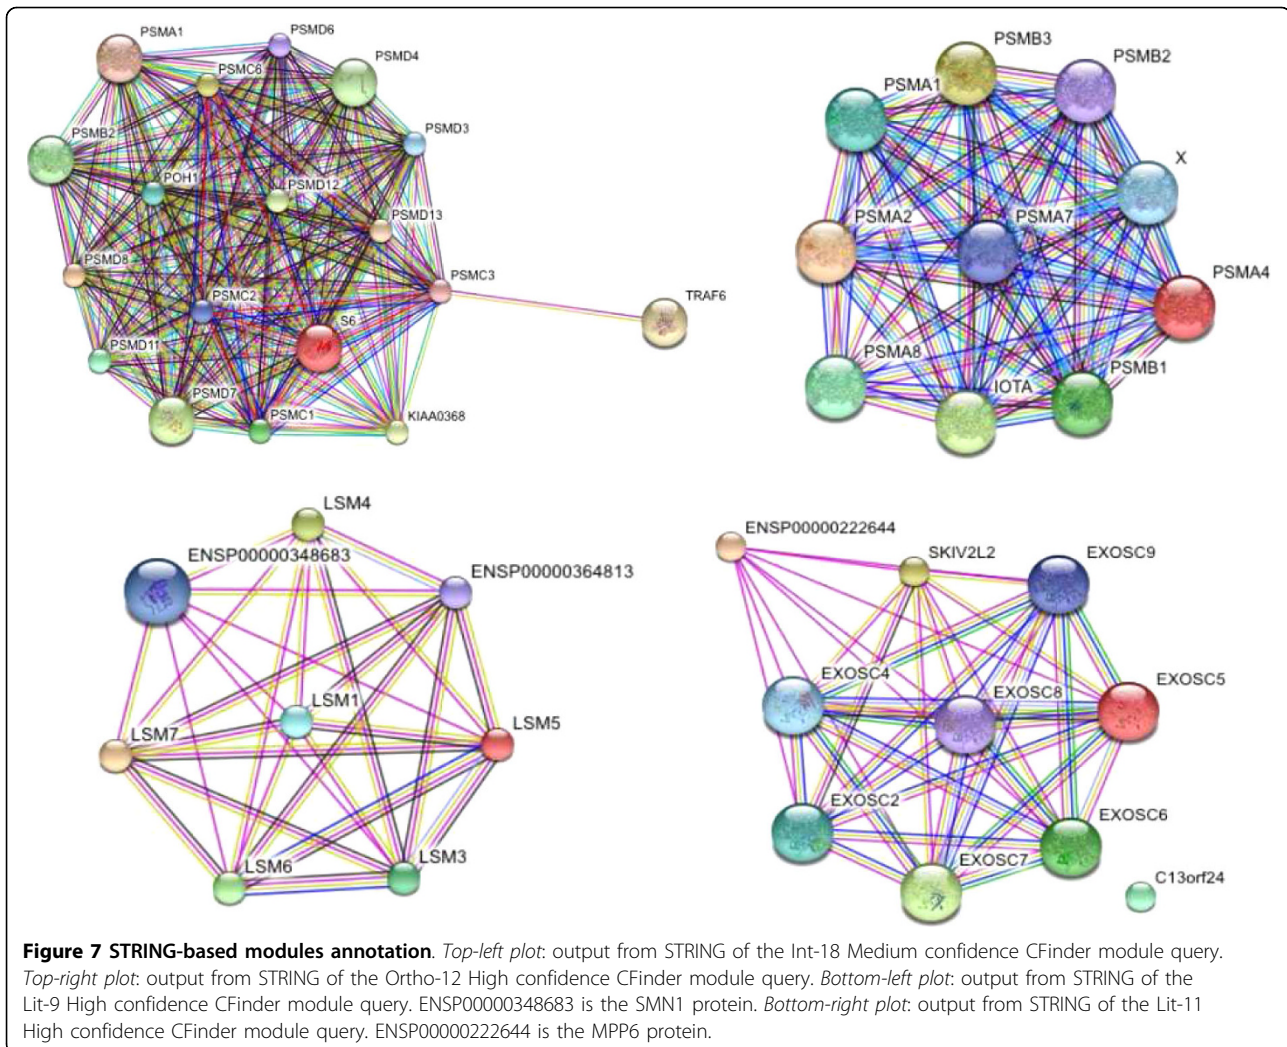 PSMA1
PSMD6
PSMD4
PSMC6
PSMD3
PSMB2
POH1
PSMD12
PSMD13
PSMD8
PSMC3
PSMC2
S6
TRAF6
PSMD11
PSMD7
PSMC1
KIAA0368
PSMB3
PSMB2
PSMA1
X
PSMA2
PSMA7
PSMA4
PSMA8
IOTA
PSMB1
LSM4
ENSP00000348683
ENSP00000364813
LSM1
LSM5
LSM7
LSM6
LSM3
ENSP00000222644
SKIV2L2
EXOSC9
EXOSC4
EXOSC8
EXOSC5
EXOSC2
EXOSC6
EXOSC7
C13orf24
Figure 7 STRING-based modules annotation. Top-left plot: output from STRING of the Int-18 Medium confidence CFinder module query.
Top-right plot: output from STRING of the Ortho-12 High confidence CFinder module query. Bottom-left plot: output from STRING of the
Lit-9 High confidence CFinder module query. ENSP00000348683 is the SMN1 protein. Bottom-right plot: output from STRING of the Lit-11
High confidence CFinder module query. ENSP00000222644 is the MPP6 protein.